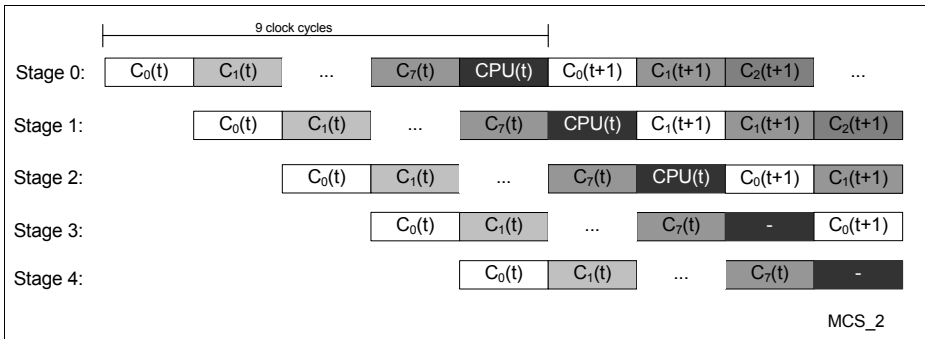 9 clock cycles
Stage 0: C₀(t) C₁(t) ... C₇(t) CPU(t) C₀(t+1) C₁(t+1) C₂(t+1) ...
Stage 1: C₀(t) C₁(t) ... C₇(t) CPU(t) C₁(t+1) C₁(t+1) C₂(t+1)
Stage 2: C₀(t) C₁(t) ... C₇(t) CPU(t) C₀(t+1) C₁(t+1)
Stage 3: C₀(t) C₁(t) ... C₇(t) - C₀(t+1)
Stage 4: C₀(t) C₁(t) ... C₇(t) -
MCS_2